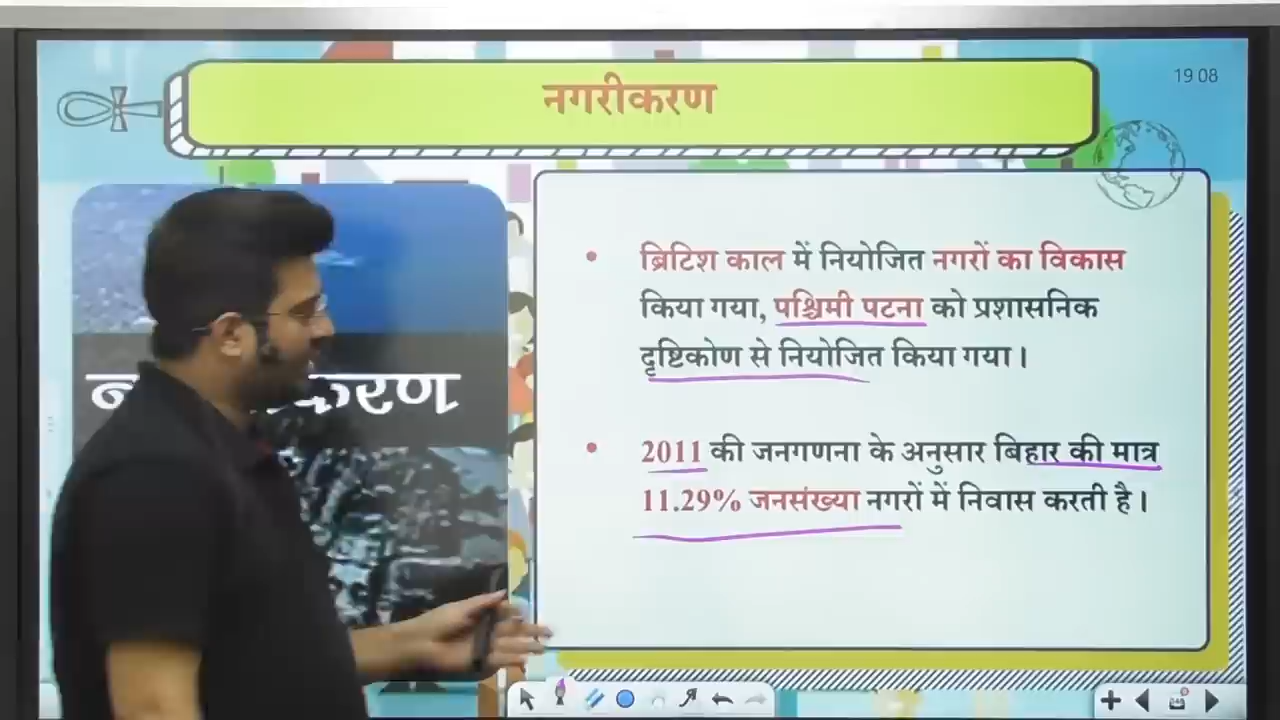 नगरीकरण
19 08
ब्रिटिश काल में नियोजित नगरों का विकास
किया गया, पश्चिमी पटना को प्रशासनिक
दृष्टिकोण से नियोजित किया गया।
2011 की जनगणना के अनुसार बिहार की मात्र
11.29% जनसंख्या नगरों में निवास करती है।